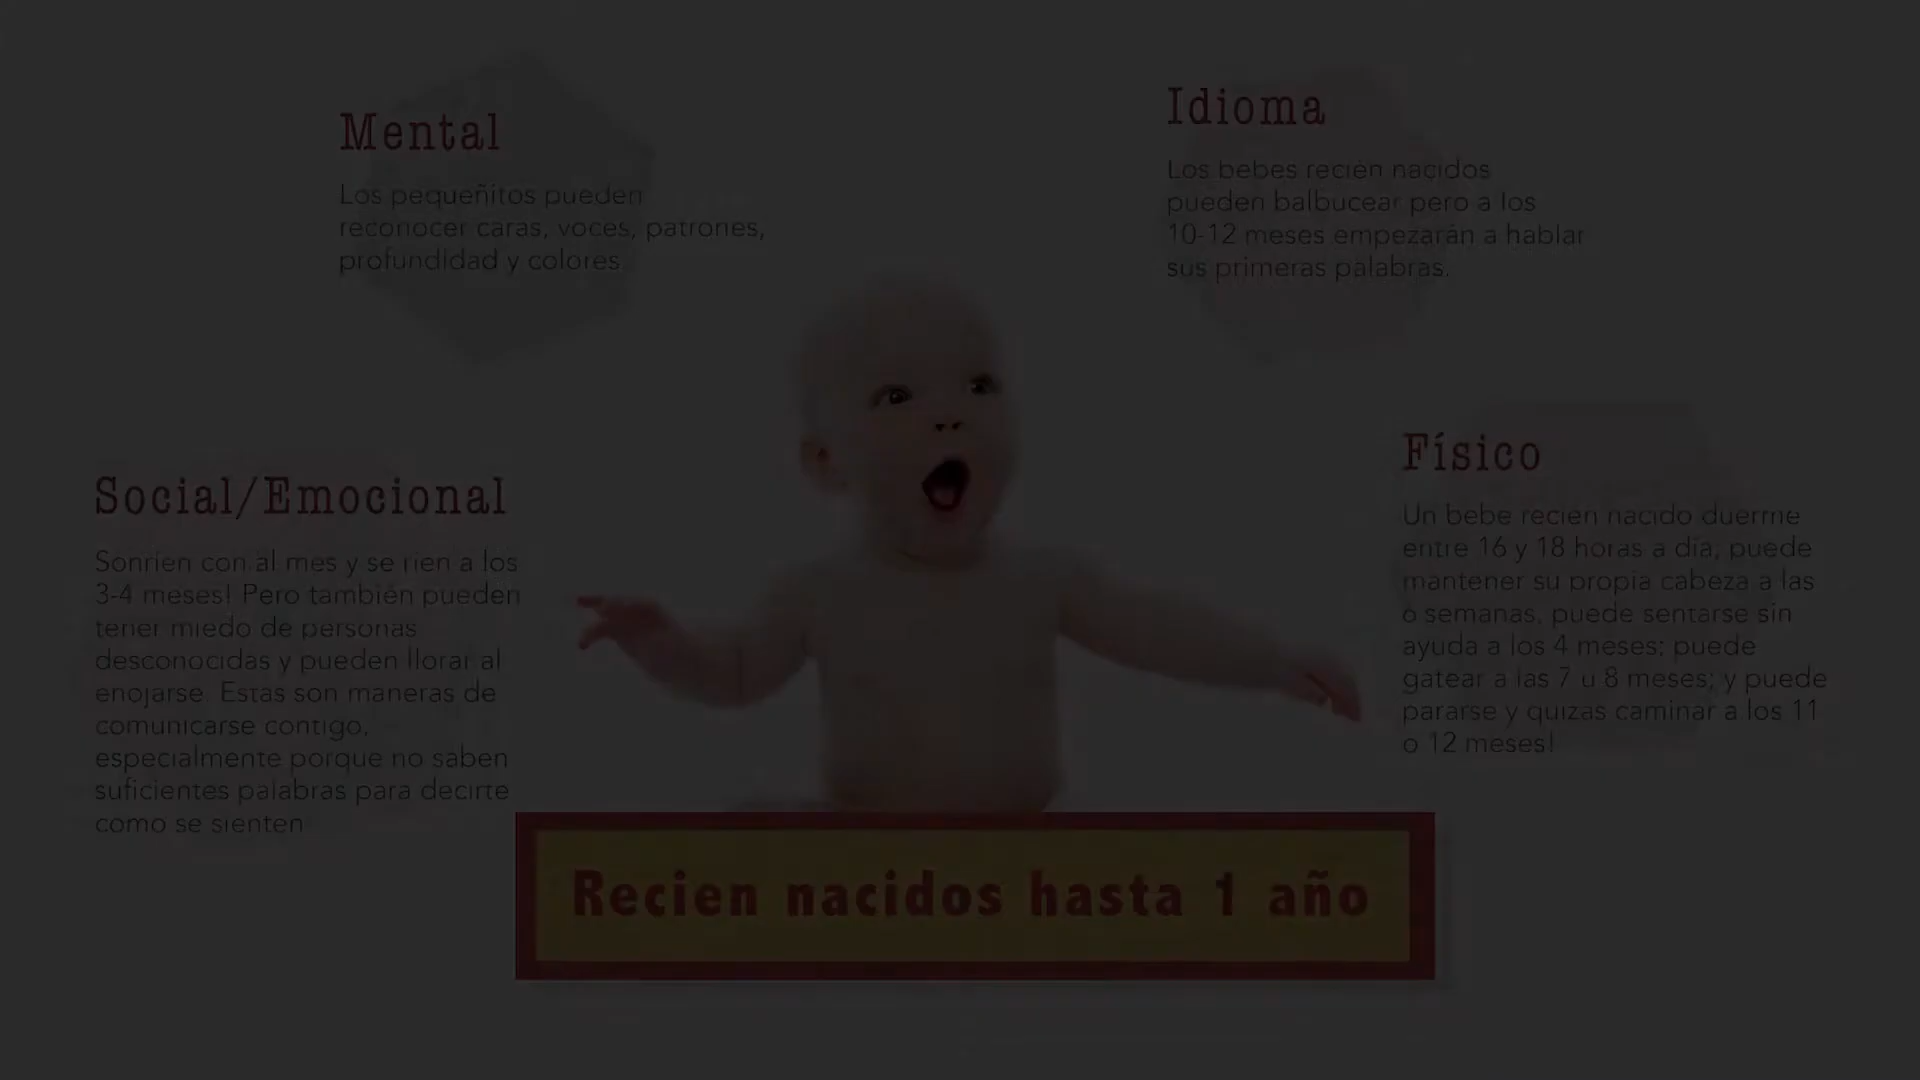 Mental
Los pequeñitos pueden
reconocer caras, voces, patrones,
profundidad y colores.
Idioma
Los bebes recién nacidos
pueden balbucear pero a los
10-12 meses empezarán a hablar
sus primeras palabras.
Social/Emocional
Sonríen con al mes y se ríen a los
3-4 meses! Pero también pueden
tener miedo de personas
desconocidas y pueden llorar al
enojarse. Estas son maneras de
comunicarse contigo,
especialmente porque no saben
suficientes palabras para decirte
como se sienten
Físico
Un bebe recién nacido duerme
entre 16 y 18 horas a día; puede
mantener su propia cabeza a las
6 semanas, puede sentarse sin
ayuda a los 4 meses; puede
gatear a las 7 u 8 meses; y puede
pararse y quizás caminar a los 11
o 12 meses!
Recien nacidos hasta 1 año